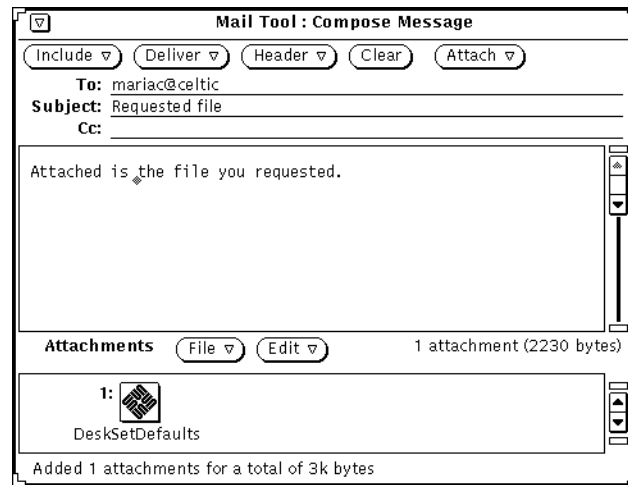 Mail Tool : Compose Message
Include Deliver Header Clear Attach
To: mariac@celtic
Subject: Requested file
Cc:
Attached is the file you requested.
Attachments File Edit 1 attachment (2230 bytes)
1:
DeskSetDefaults
Added 1 attachments for a total of 3k bytes